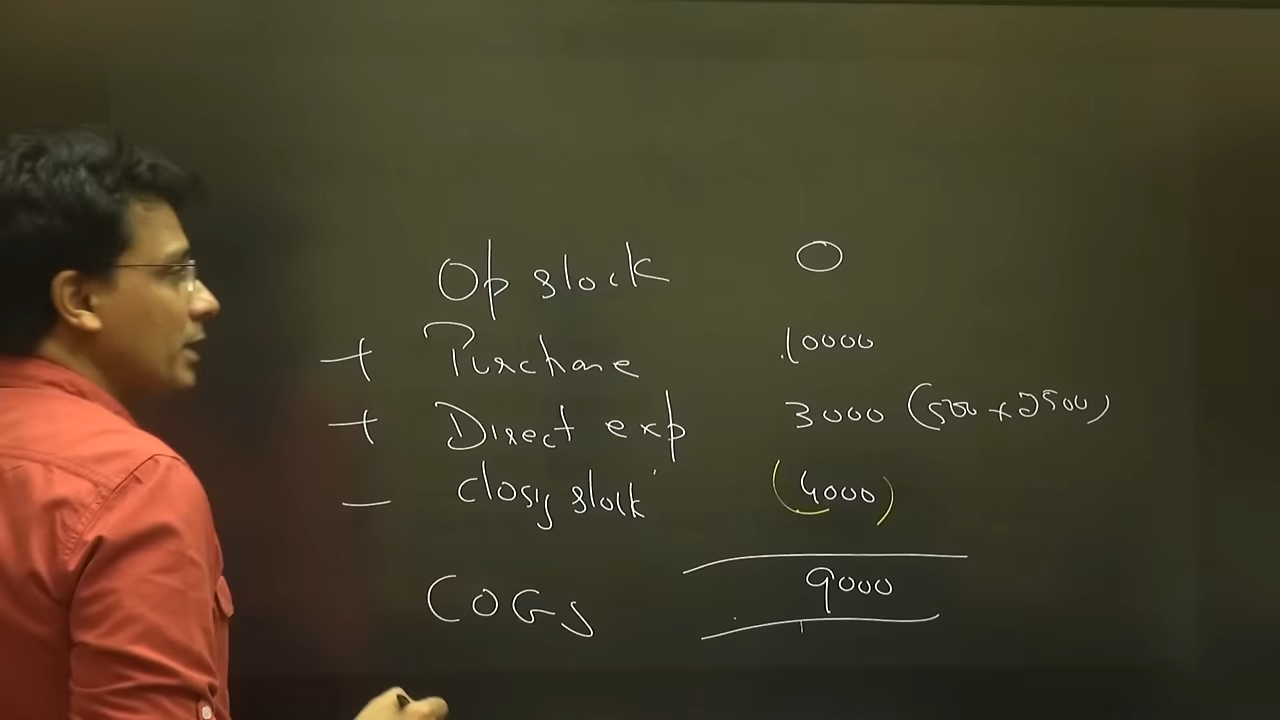 Op stock 0
+ Purchase 10000
+ Direct exp 3000 (500 + 2500)
- Closing stock (4000)
COGS 9000